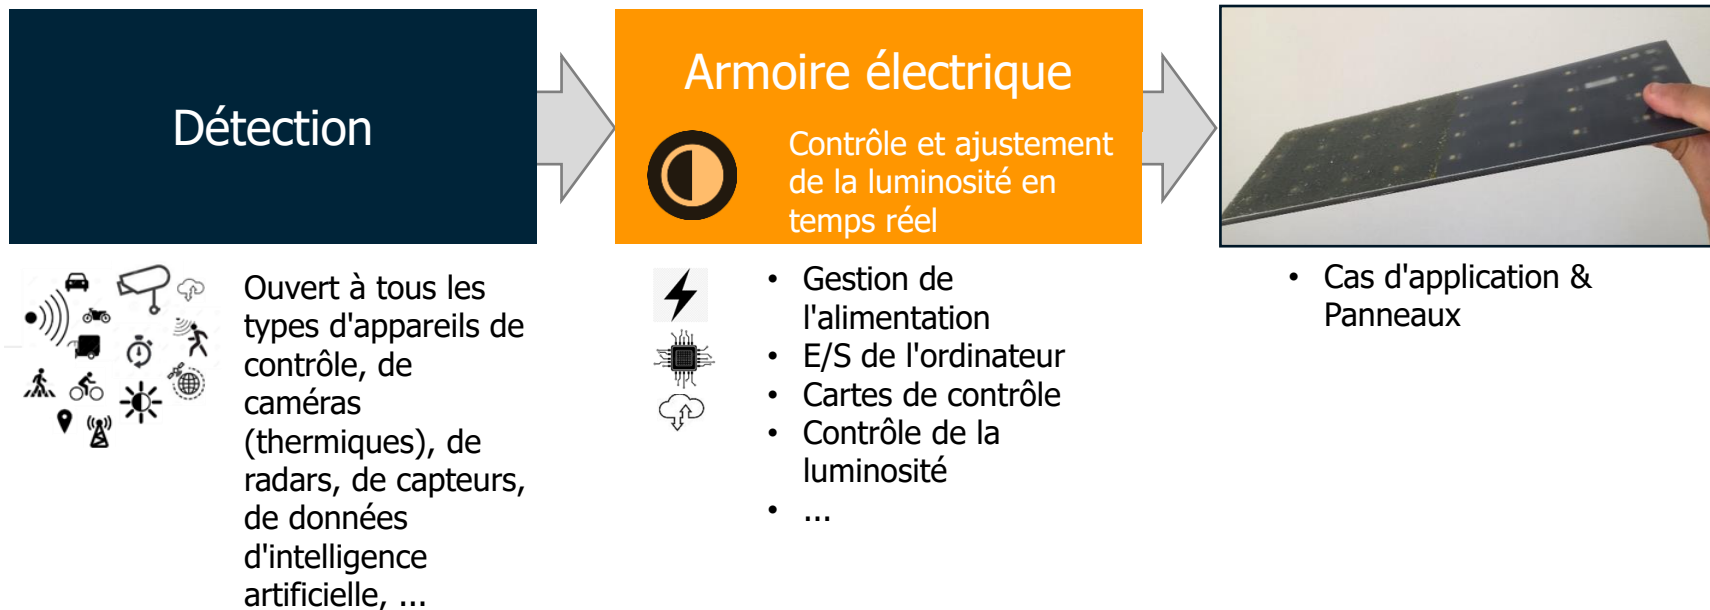 Détection
Armoire électrique
Contrôle et ajustement
de la luminosité en
temps réel
Ouvert à tous les
types d'appareils de
contrôle, de
caméras
(thermiques), de
radars, de capteurs,
de données
d'intelligence
artificielle, ...
• Gestion de
l'alimentation
• E/S de l'ordinateur
• Cartes de contrôle
• Contrôle de la
luminosité
• ...
• Cas d'application &
Panneaux